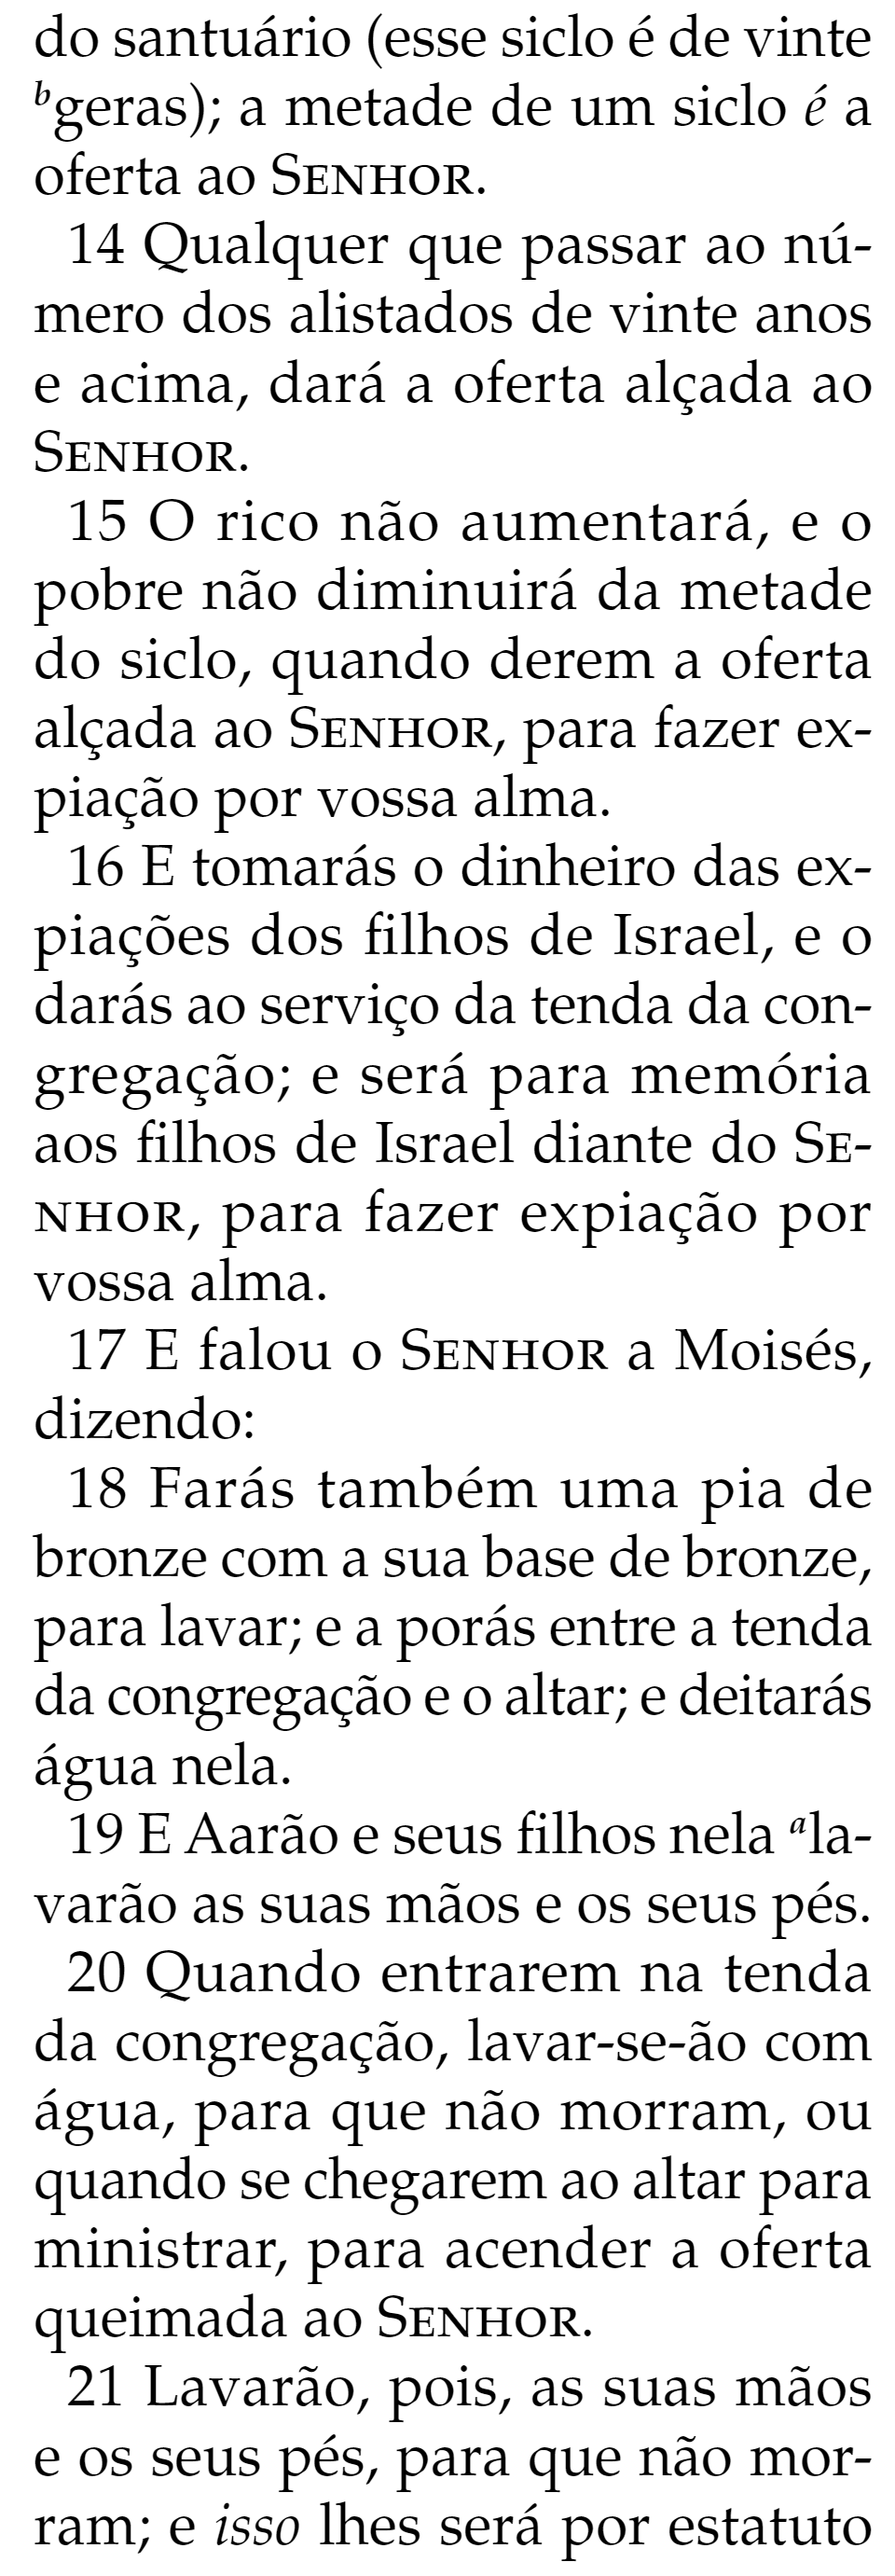 do santuário (esse siclo é de vinte
ᵇgeras); a metade de um siclo é a
oferta ao SENHOR.
14 Qualquer que passar ao nú-
mero dos alistados de vinte anos
e acima, dará a oferta alçada ao
SENHOR.
15 O rico não aumentará, e o
pobre não diminuirá da metade
do siclo, quando derem a oferta
alçada ao SENHOR, para fazer ex-
piação por vossa alma.
16 E tomarás o dinheiro das ex-
piações dos filhos de Israel, e o
darás ao serviço da tenda da con-
gregação; e será para memória
aos filhos de Israel diante do SE-
NHOR, para fazer expiação por
vossa alma.
17 E falou o SENHOR a Moisés,
dizendo:
18 Farás também uma pia de
bronze com a sua base de bronze,
para lavar; e a porás entre a tenda
da congregação e o altar; e deitarás
água nela.
19 E Aarão e seus filhos nela ᵃla-
varão as suas mãos e os seus pés.
20 Quando entrarem na tenda
da congregação, lavar-se-ão com
água, para que não morram, ou
quando se chegarem ao altar para
ministrar, para acender a oferta
queimada ao SENHOR.
21 Lavarão, pois, as suas mãos
e os seus pés, para que não mor-
ram; e isso lhes será por estatuto